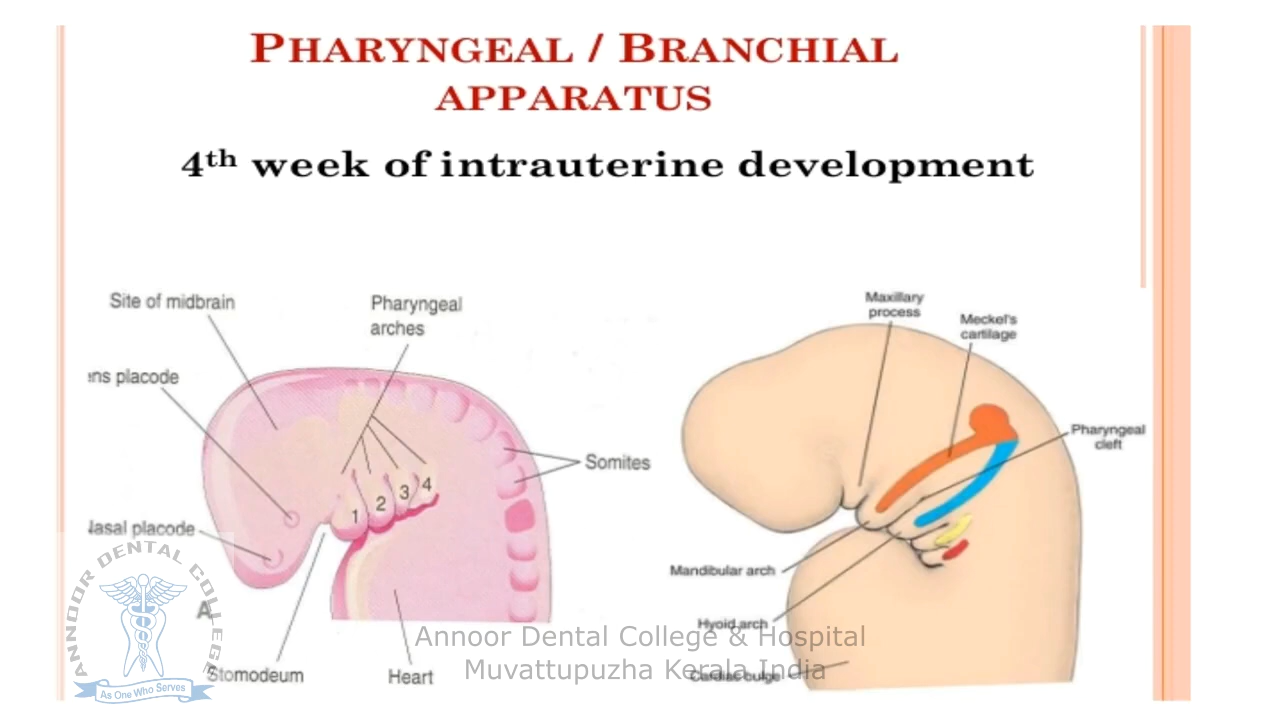 PHARYNGEAL / BRANCHIAL
APPARATUS
4th week of intrauterine development
Site of midbrain
Pharyngeal
arches
ens placode
Somites
Nasal placode
1
2
3
4
A
Stomodeum
Heart
Maxillary
process
Meckel's
cartilage
Pharyngeal
cleft
Mandibular arch
Hyoid arch
Cardiac bulge
ANNOOR DENTAL COLLEGE
As One Who Serves
Annoor Dental College & Hospital
Muvattupuzha Kerala India